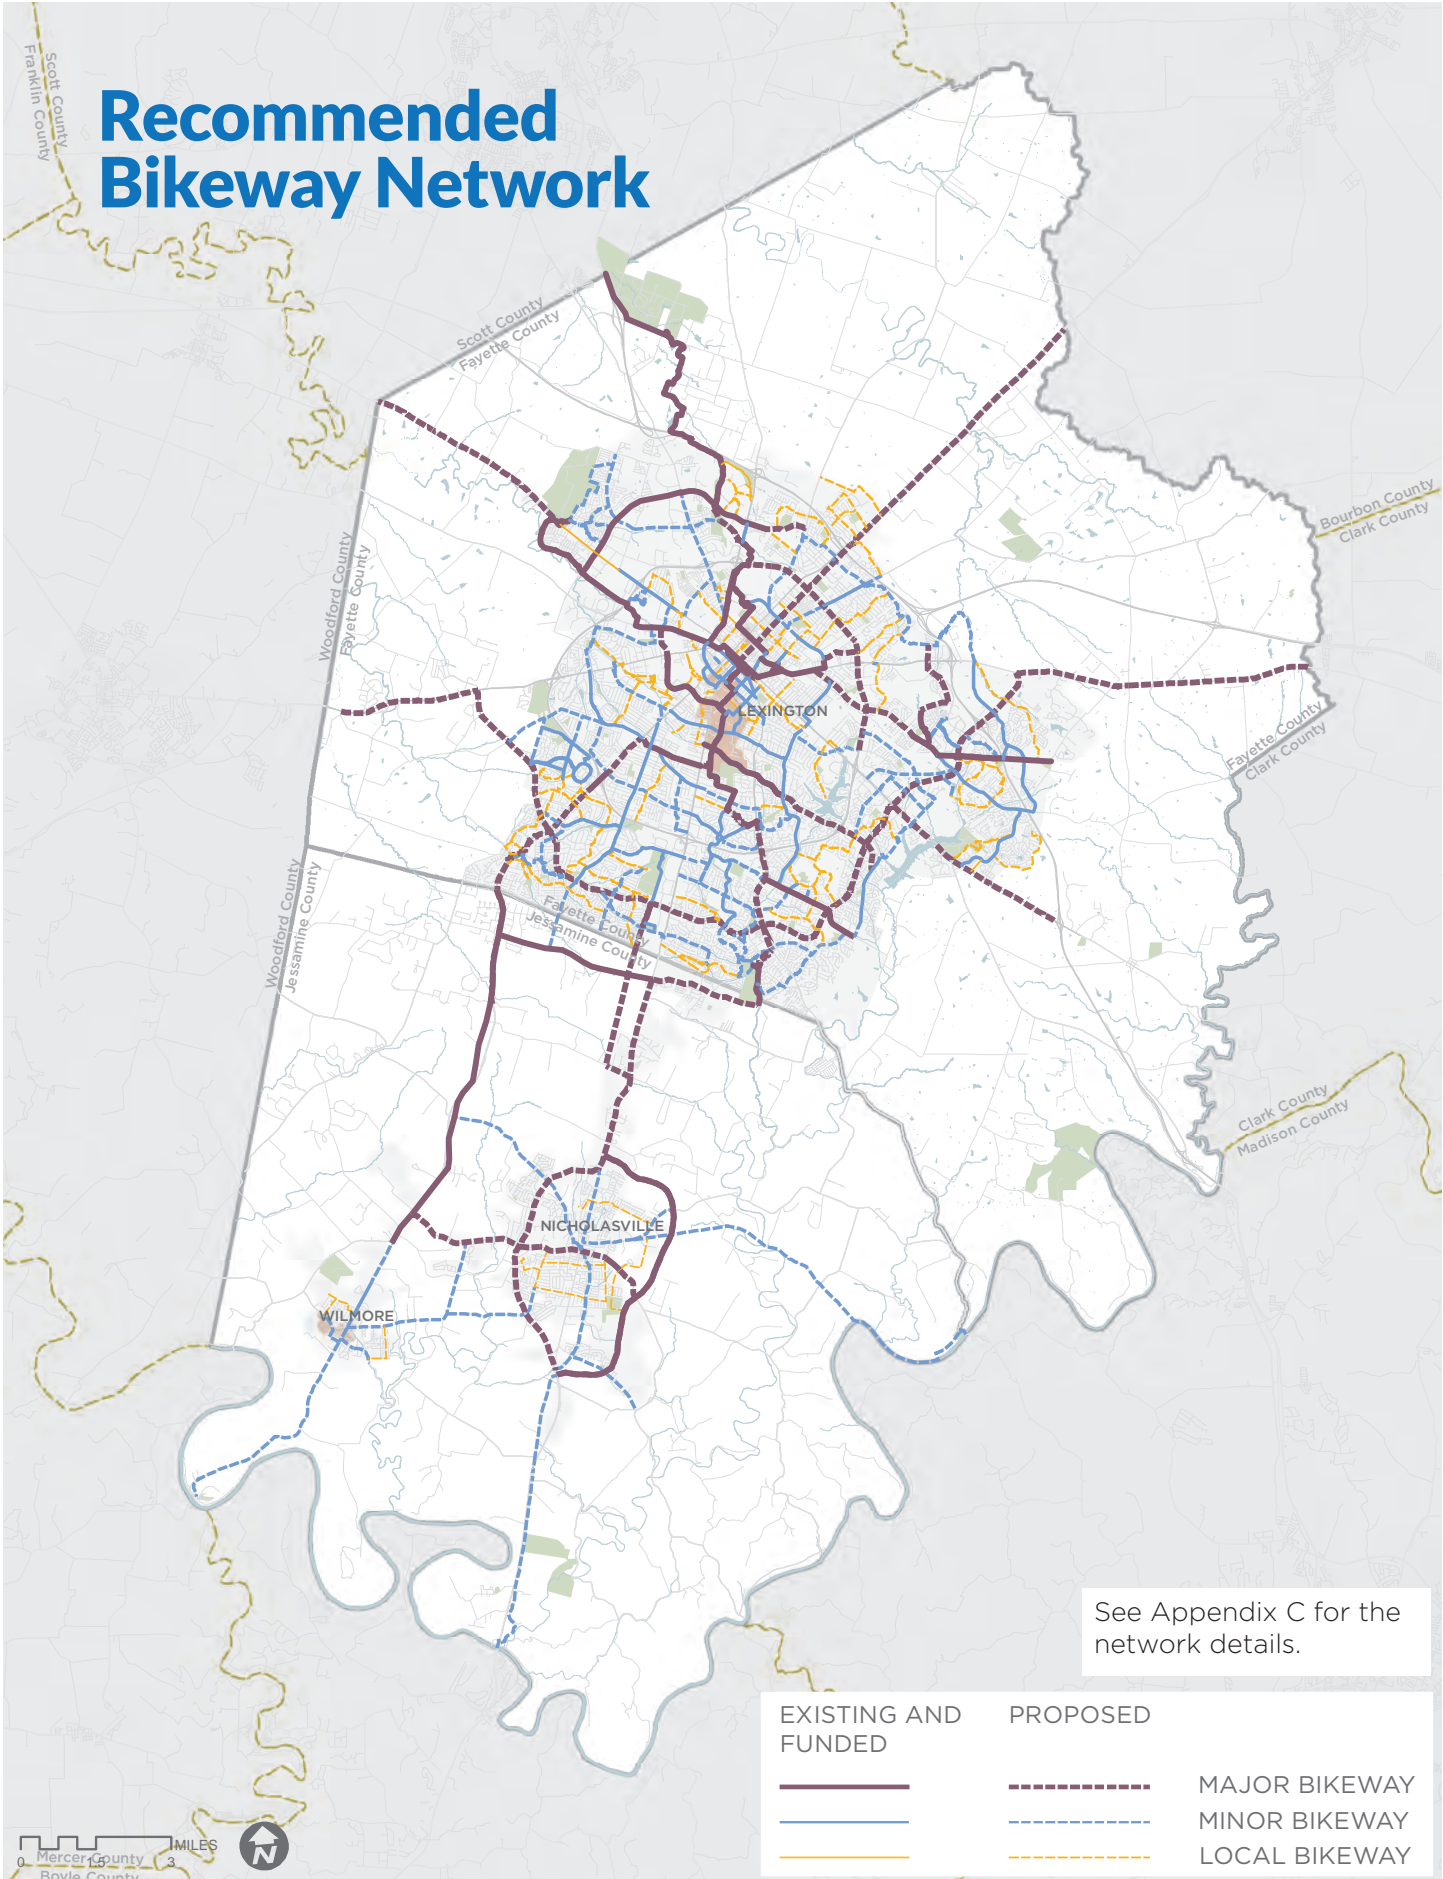 Recommended
Bikeway Network
Scott County
Franklin County
Scott County
Fayette County
Bourbon County
Clark County
Woodford County
Fayette County
LEXINGTON
Fayette County
Clark County
Woodford County
Jessamine County
Fayette County
Jessamine County
Clark County
Madison County
NICHOLASVILLE
WILMORE
See Appendix C for the
network details.
EXISTING AND
FUNDED
PROPOSED
MAJOR BIKEWAY
MINOR BIKEWAY
LOCAL BIKEWAY
MILES
0 1.5 3
N
Mercer County
Boyle County